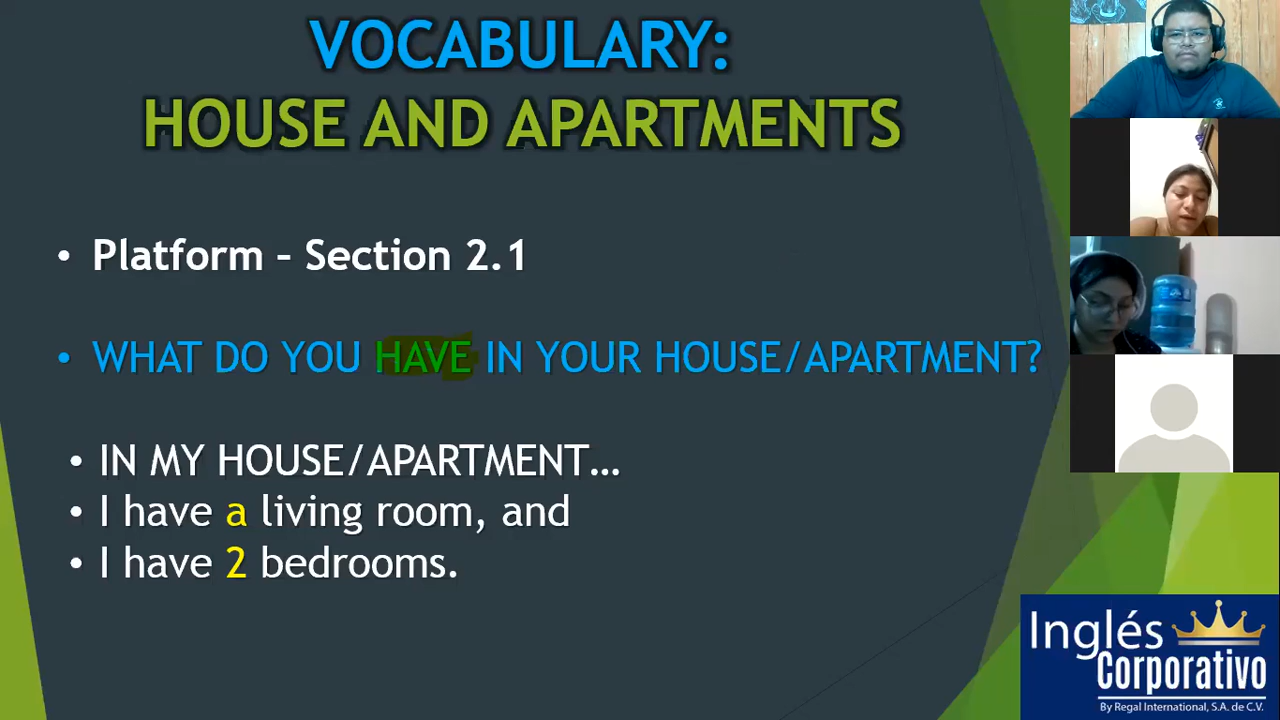 VOCABULARY:
HOUSE AND APARTMENTS
• Platform – Section 2.1
• WHAT DO YOU HAVE IN YOUR HOUSE/APARTMENT?
• IN MY HOUSE/APARTMENT…
• I have a living room, and
• I have 2 bedrooms.
Inglés
Corporativo
By Regal International, S.A. de C.V.